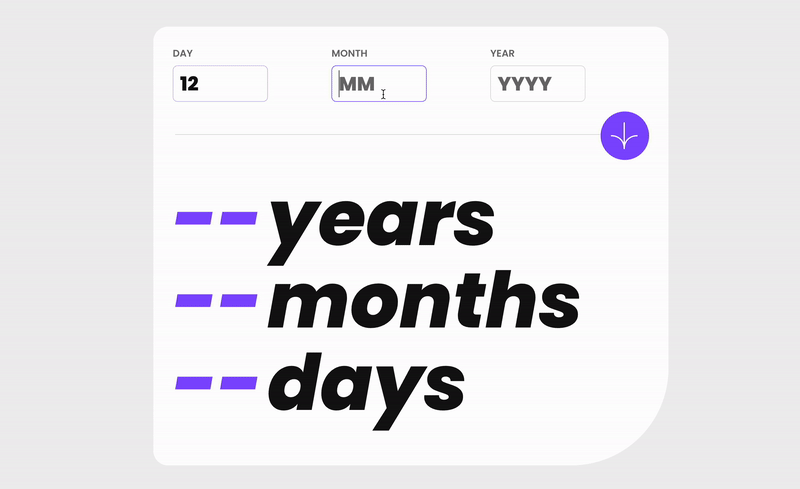 DAY MONTH YEAR
12 MM YYYY
-- years
-- months
-- days